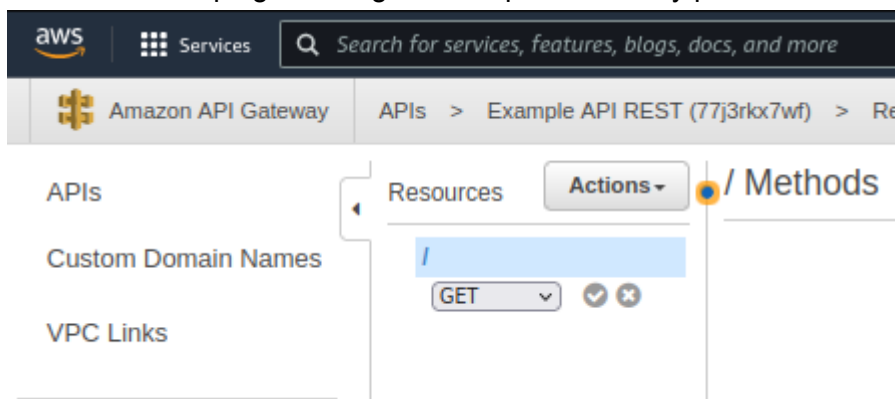 aws Services Search for services, features, blogs, docs, and more
Amazon API Gateway APIs > Example API REST (77j3rkx7wf) > Re
APIs
Resources Actions / Methods
Custom Domain Names
/
GET
VPC Links